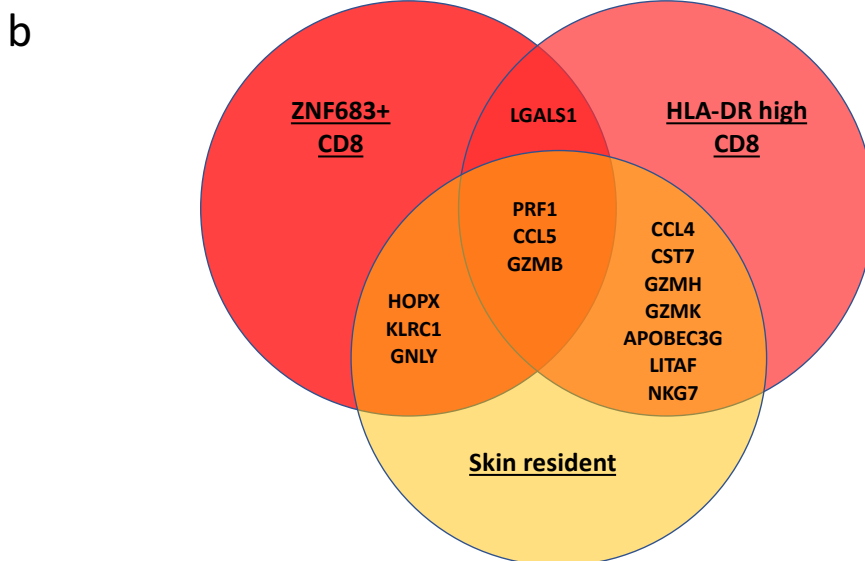 b
ZNF683+
CD8
LGALS1
HLA-DR high
CD8
PRF1
CCL5
GZMB
CCL4
CST7
GZMH
GZMK
APOBEC3G
LITAF
NKG7
HOPX
KLRC1
GNLY
Skin resident